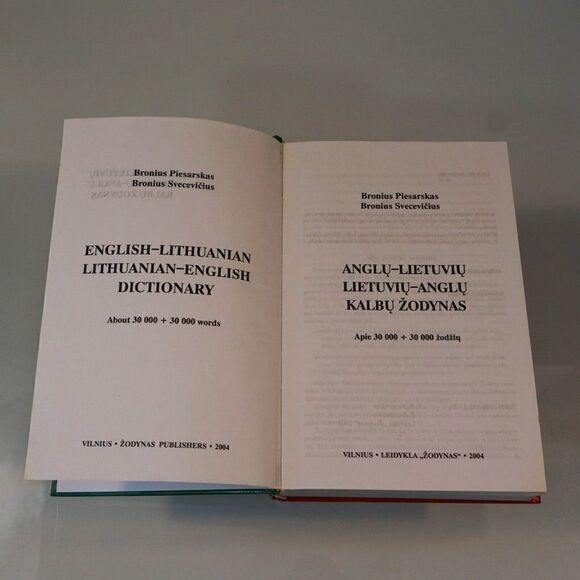 Bronius Piesarskas
Bronius Svecevičius
ENGLISH–LITHUANIAN
LITHUANIAN–ENGLISH
DICTIONARY
About 30 000 + 30 000 words
VILNIUS • ŽODYNAS PUBLISHERS • 2004
Bronius Piesarskas
Bronius Svecevičius
ANGLŲ–LIETUVIŲ
LIETUVIŲ–ANGLŲ
KALBŲ ŽODYNAS
Apie 30 000 + 30 000 žodžių
VILNIUS • LEIDYKLA „ŽODYNAS“ • 2004